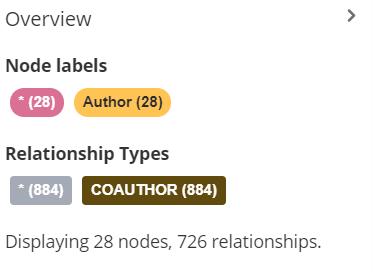 Overview
Node labels
* (28) Author (28)
Relationship Types
* (884) COAUTHOR (884)
Displaying 28 nodes, 726 relationships.